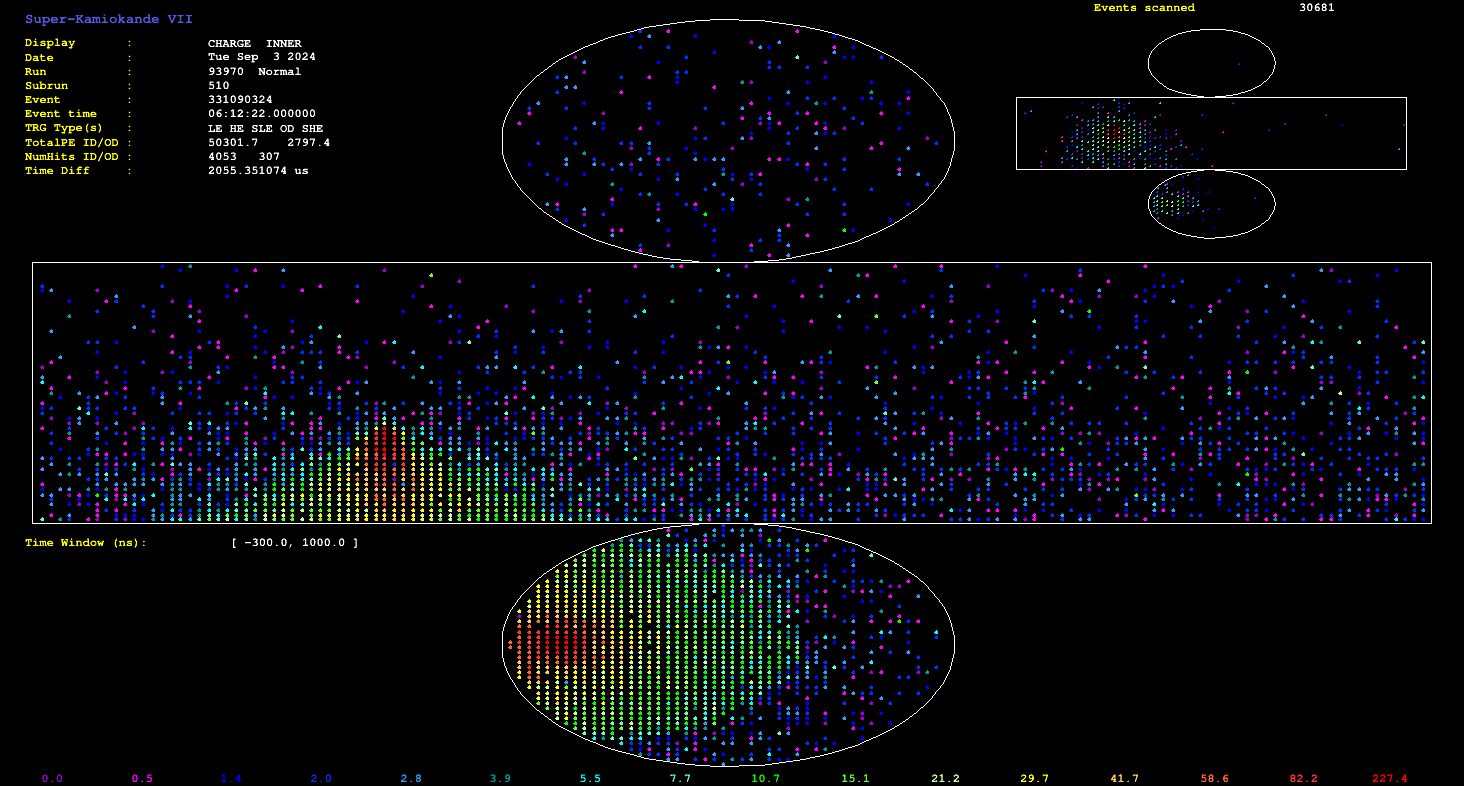 Super-Kamiokande VII
Events scanned 30681
Display : CHARGE INNER
Date : Tue Sep 3 2024
Run : 93970 Normal
Subrun : 510
Event : 331090324
Event time : 06:12:22.000000
TRG Type(s) : LE HE SLE OD SHE
TotalPE ID/OD : 50301.7 2797.4
NumHits ID/OD : 4053 307
Time Diff : 2055.351074 us
Time Window (ns): [ -300.0, 1000.0 ]
0.0 0.5 1.4 2.0 2.8 3.9 5.5 7.7 10.7 15.1 21.2 29.7 41.7 58.6 82.2 227.4